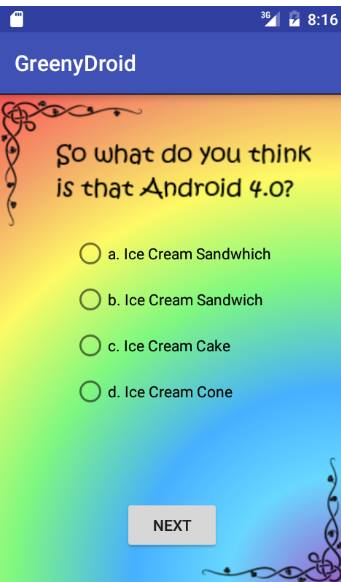 3G 8:16
GreenyDroid
So what do you think
is that Android 4.0?
a. Ice Cream Sandwhich
b. Ice Cream Sandwich
c. Ice Cream Cake
d. Ice Cream Cone
NEXT